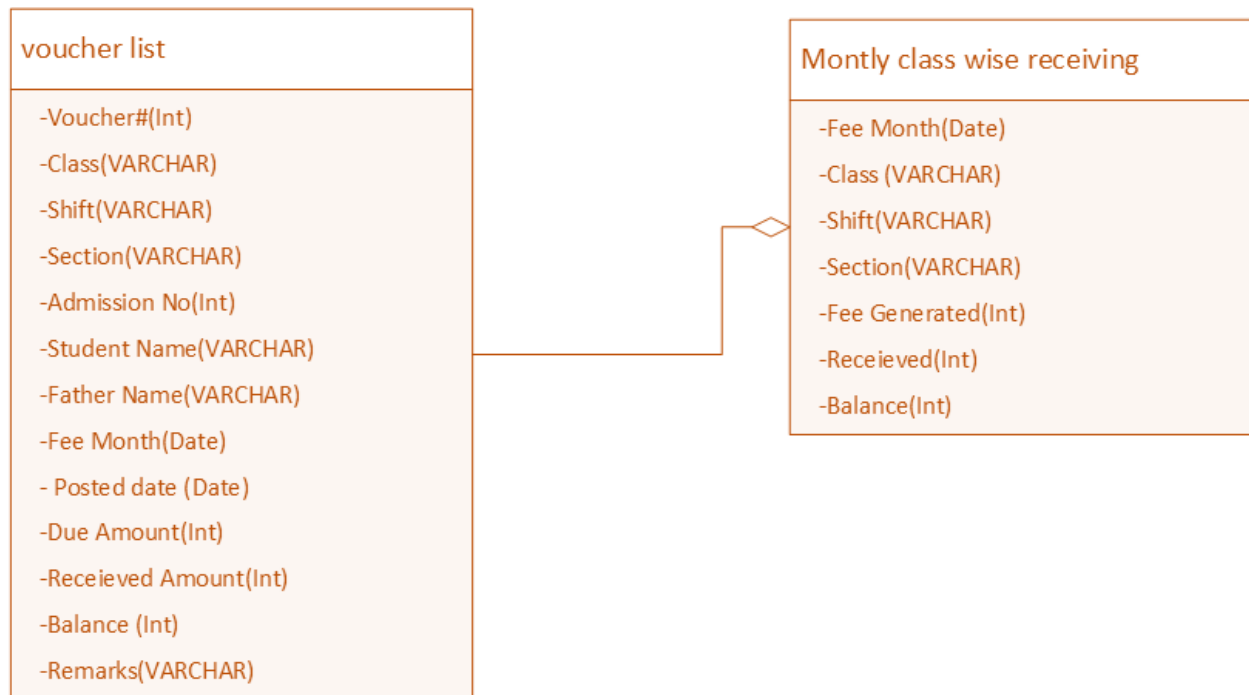 voucher list
-Voucher#(Int)
-Class(VARCHAR)
-Shift(VARCHAR)
-Section(VARCHAR)
-Admission No(Int)
-Student Name(VARCHAR)
-Father Name(VARCHAR)
-Fee Month(Date)
- Posted date (Date)
-Due Amount(Int)
-Receieved Amount(Int)
-Balance (Int)
-Remarks(VARCHAR)
Montly class wise receiving
-Fee Month(Date)
-Class (VARCHAR)
-Shift(VARCHAR)
-Section(VARCHAR)
-Fee Generated(Int)
-Receieved(Int)
-Balance(Int)